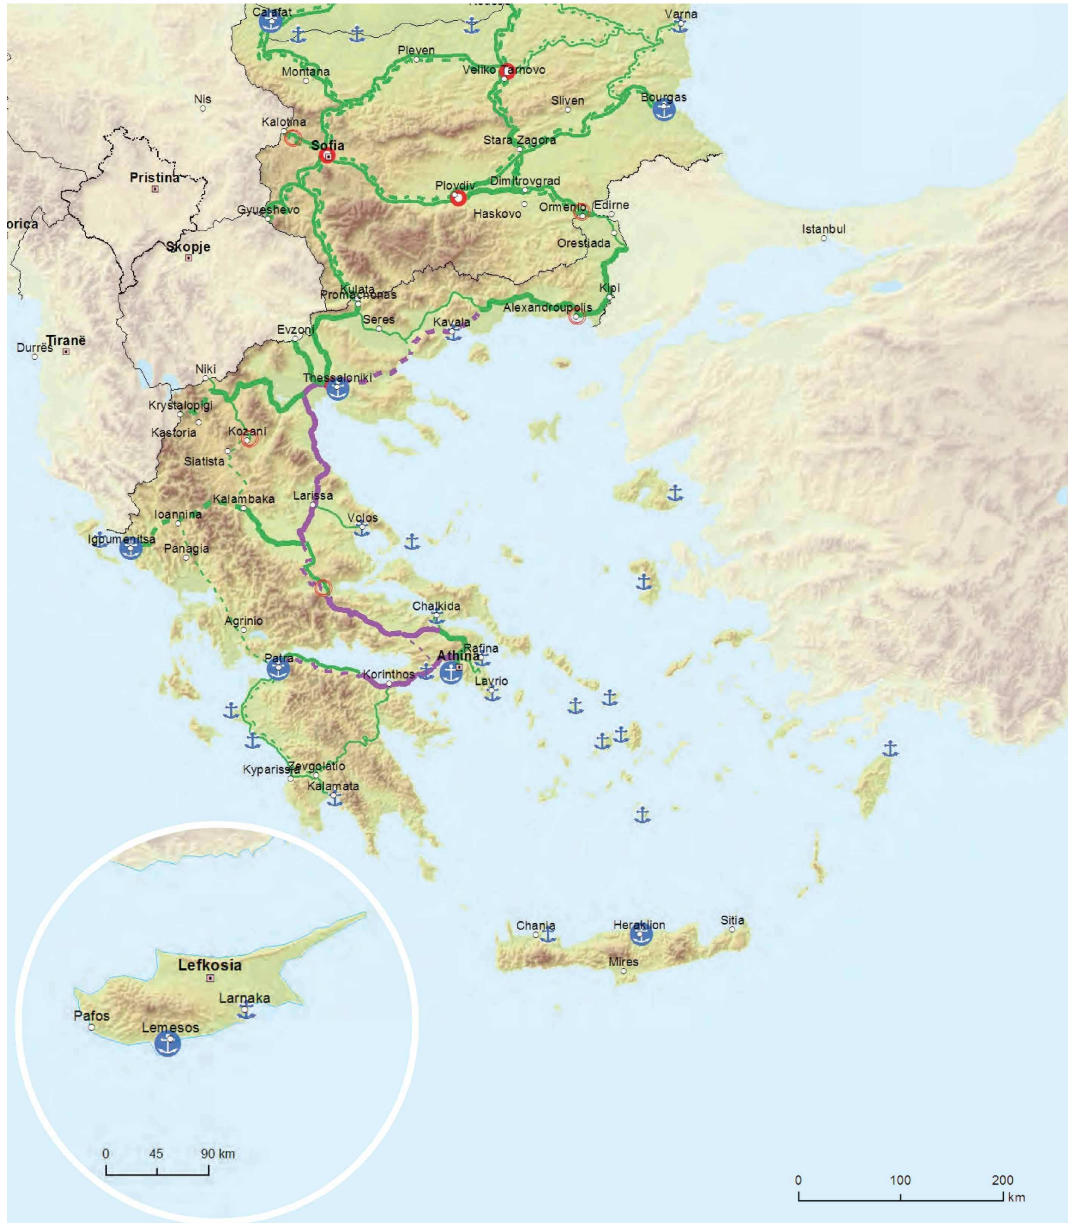 Calafat
Varna
Pleven
Veliko Tarnovo
Montana
Nis
Sliven
Bourgas
Kalotina
Sofia
Stara Zagora
Pristina
Plovdiv
Dimitrovgrad
Gyueshevo
Haskovo
Ormenio
Edirne
orica
Istanbul
Skopje
Orestiada
Kulata
Promachonas
Kipi
Alexandroupolis
Seres
Kavala
Evzoni
Tiranë
Durrës
Niki
Thessaloniki
Krystalopigi
Kastoria
Kozani
Siatista
Kalambaka
Larissa
Ioannina
Volos
Igoumenitsa
Panagia
Chalkida
Agrinio
Rafina
Athina
Patra
Korinthos
Lavrio
Zevgolatio
Kyparissia
Kalamata
Chania
Heraklion
Sitia
Mires
Lefkosia
Larnaka
Pafos
Lemesos
0 45 90 km
0 100 200
km